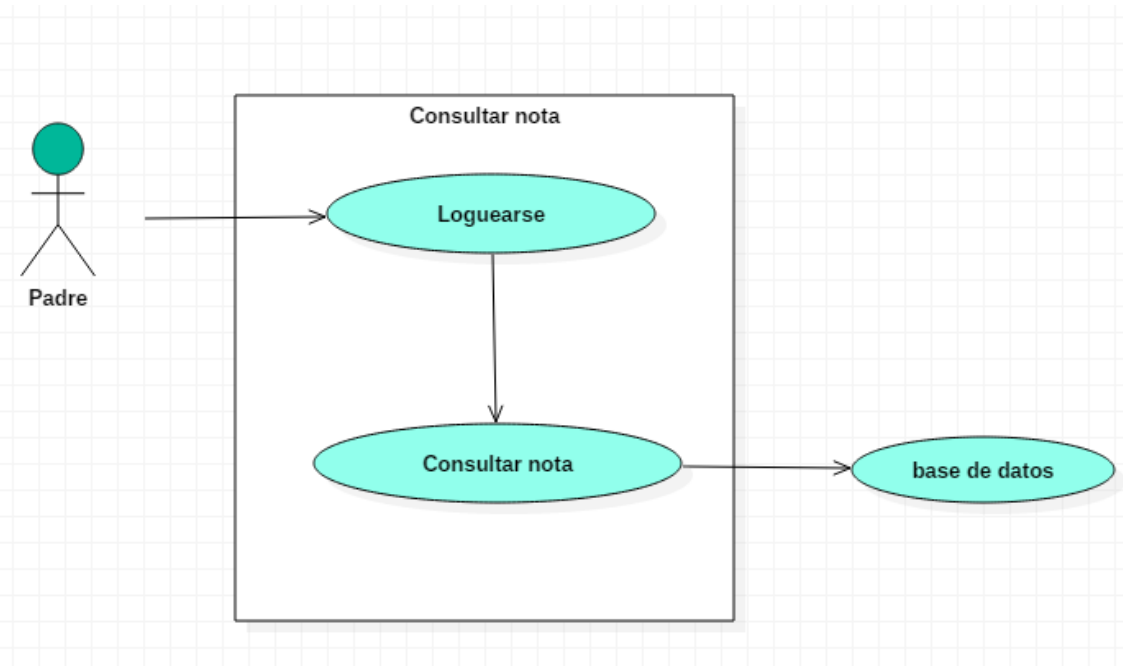 Consultar nota
Loguearse
Padre
Consultar nota
base de datos